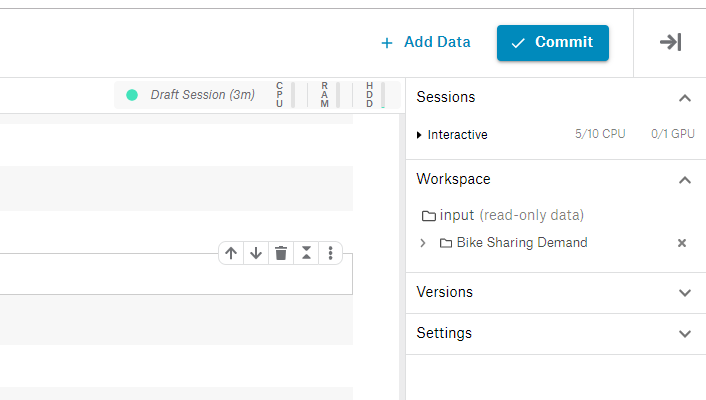 + Add Data
Commit
Draft Session (3m)
CPU
RAM
HDD
Sessions
Interactive 5/10 CPU 0/1 GPU
Workspace
input (read-only data)
Bike Sharing Demand
Versions
Settings